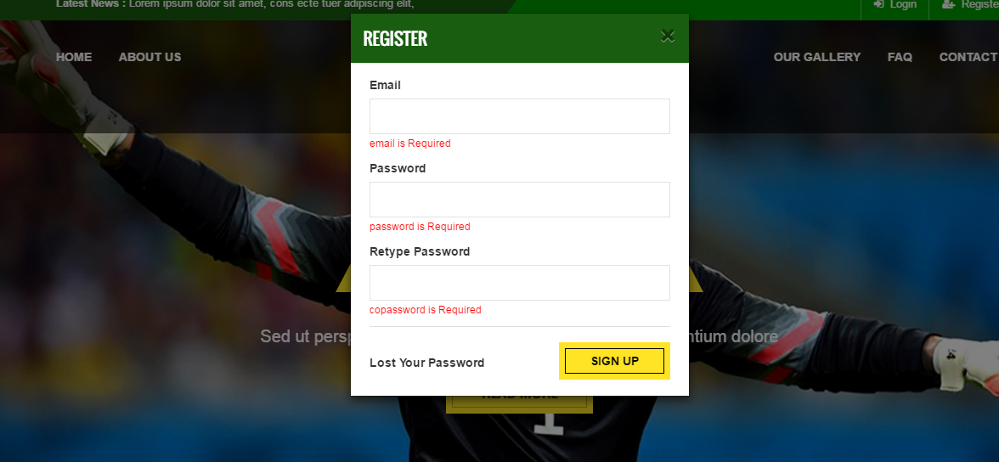 Latest News : Lorem ipsum dolor sit amet, cons ecte tuer adipiscing elit,
Login
Registe
REGISTER
HOME
ABOUT US
OUR GALLERY
FAQ
CONTACT
Email
email is Required
Password
password is Required
Retype Password
copassword is Required
Sed ut persp
ntium dolore
Lost Your Password
SIGN UP
READ MORE
1